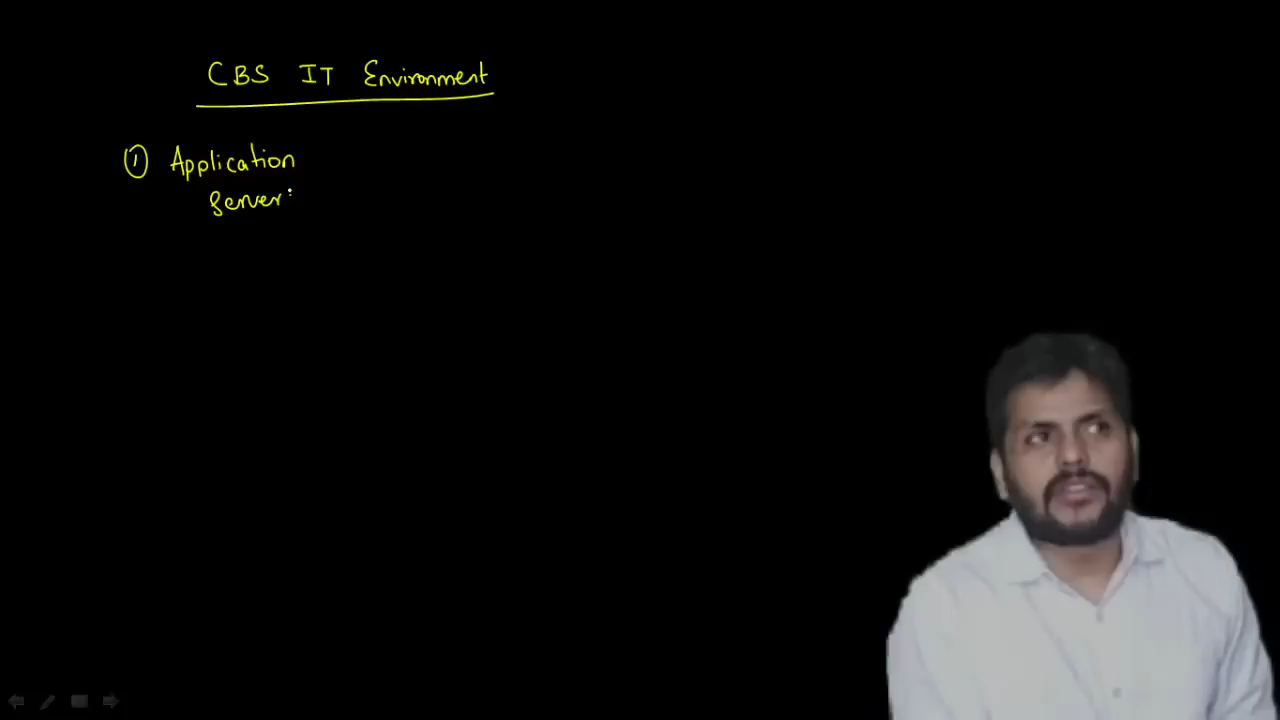 CBS IT Environment
① Application
Server: